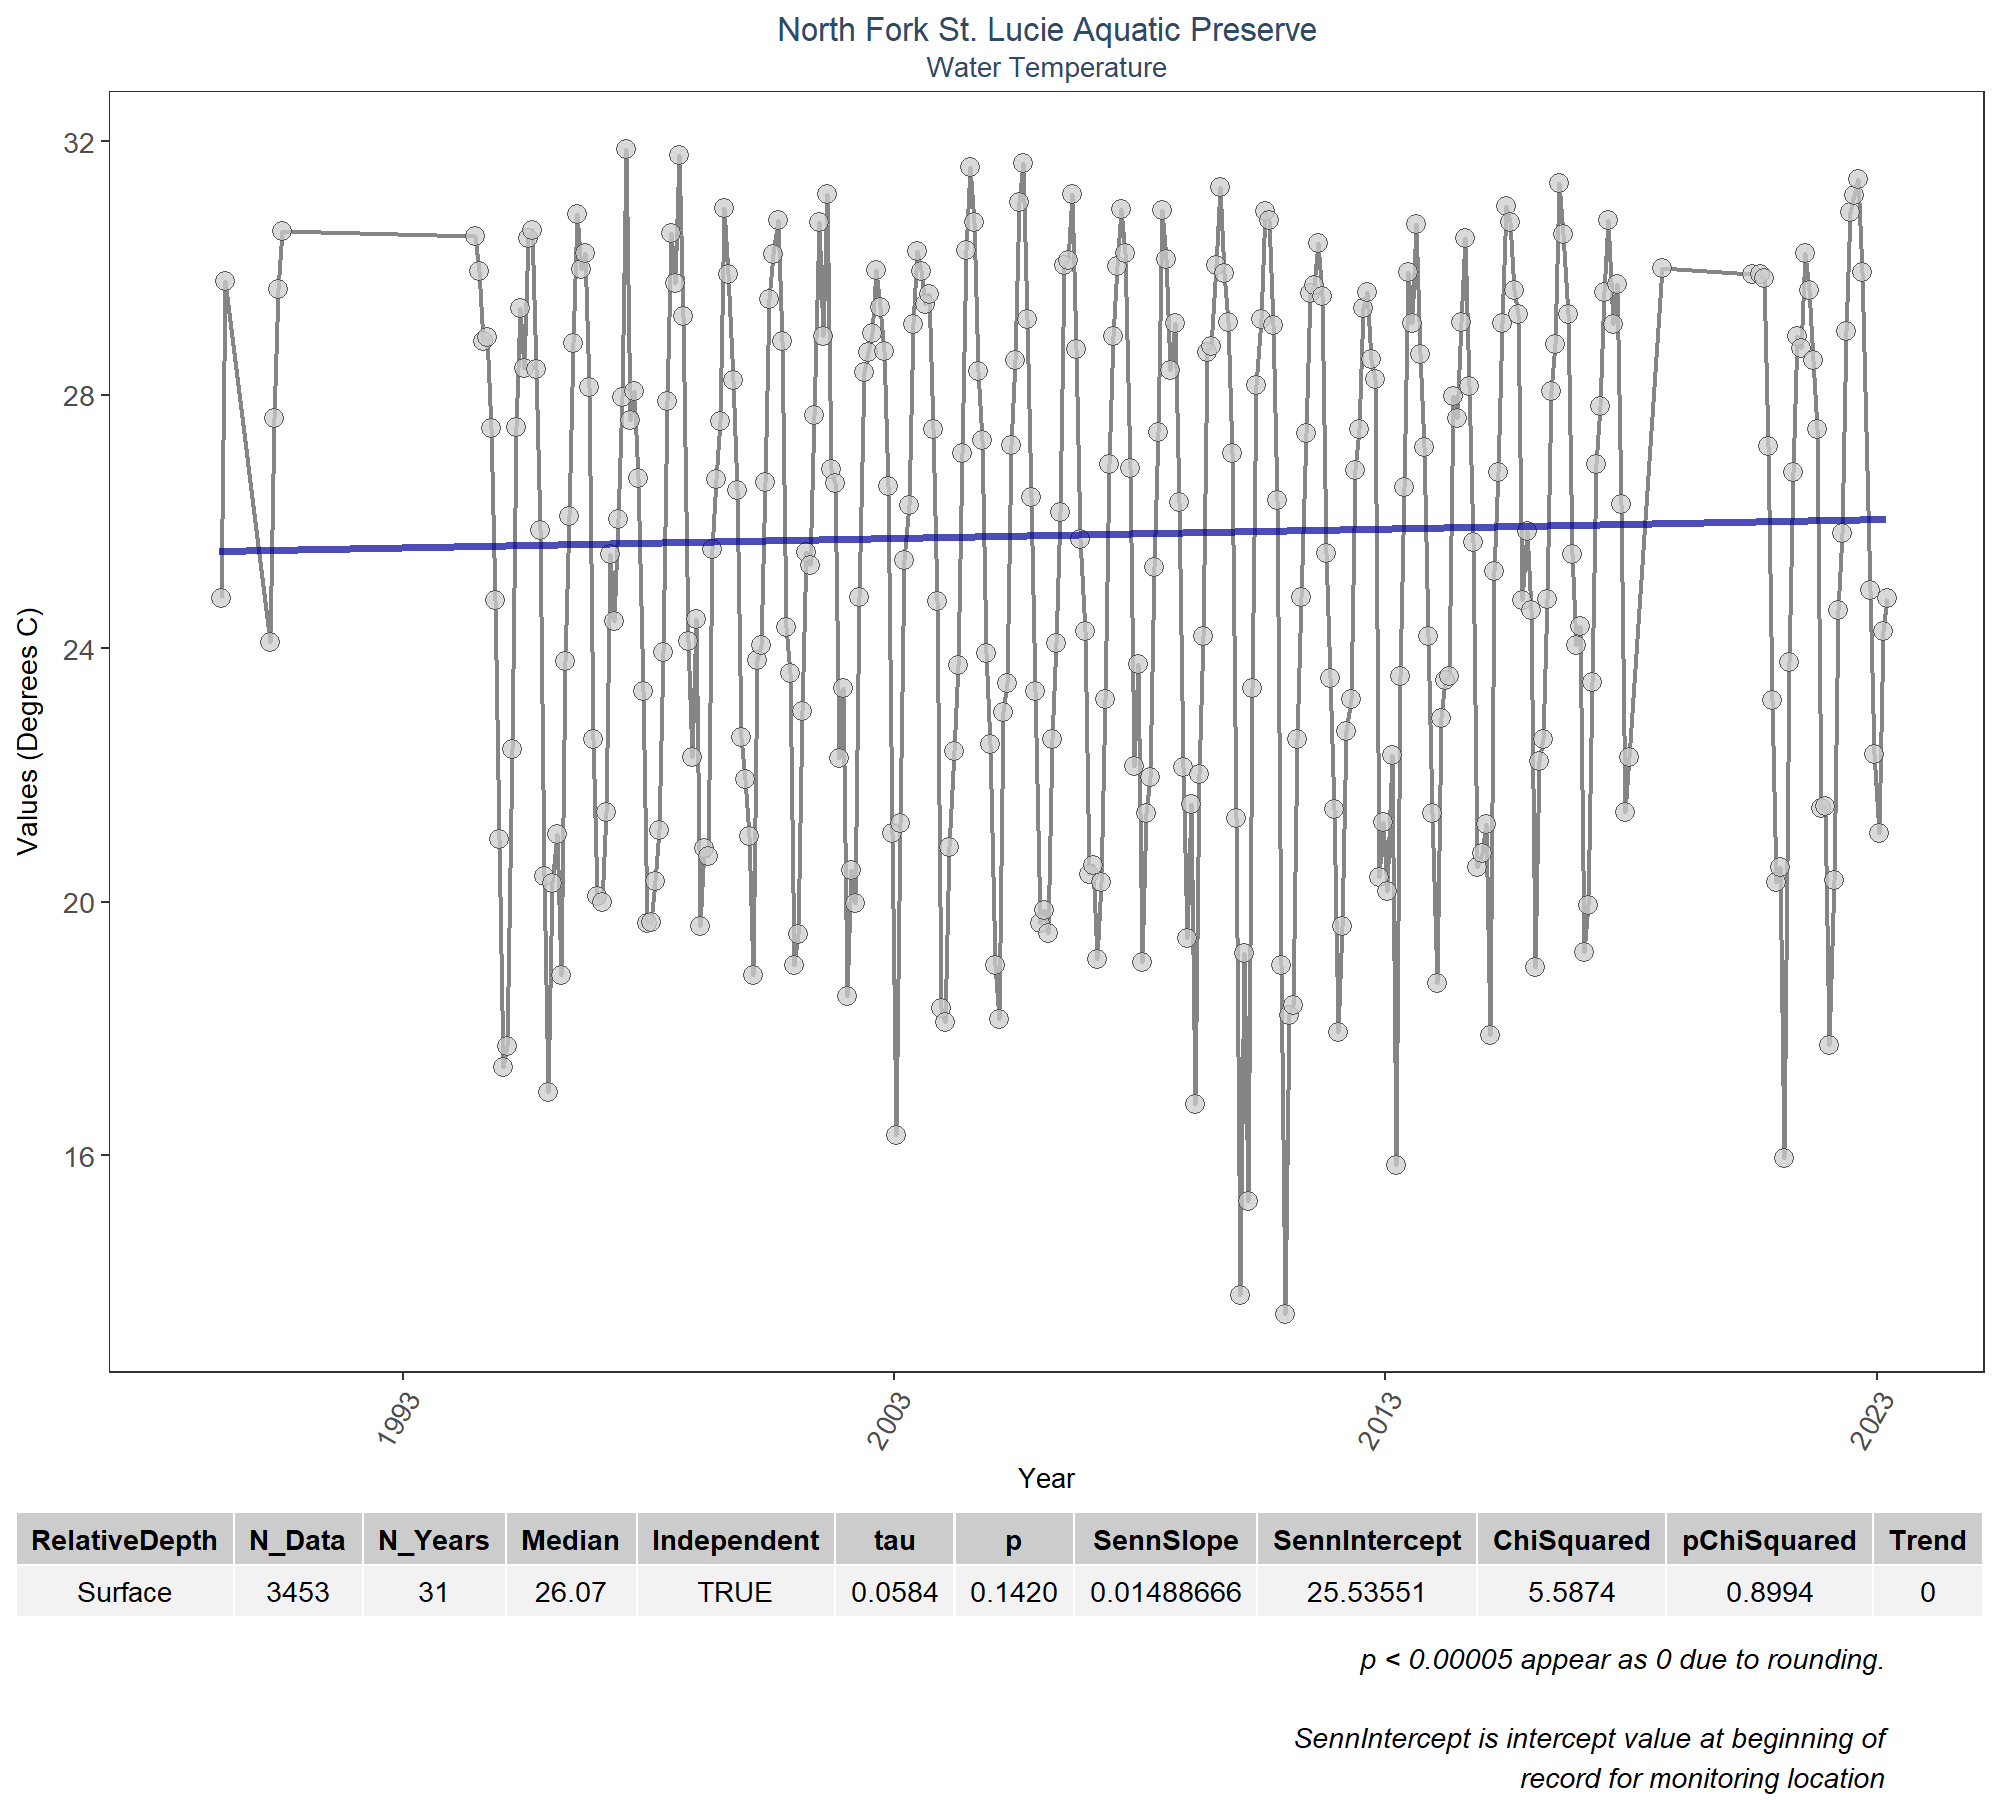 North Fork St. Lucie Aquatic Preserve
Water Temperature
32
28
24
20
16
Values (Degrees C)
1993 2003 2013 2023
Year
RelativeDepth N_Data N_Years Median Independent tau p SennSlope SennIntercept ChiSquared pChiSquared Trend
Surface 3453 31 26.07 TRUE 0.0584 0.1420 0.01488666 25.53551 5.5874 0.8994 0
p < 0.00005 appear as 0 due to rounding.
SennIntercept is intercept value at beginning of
record for monitoring location